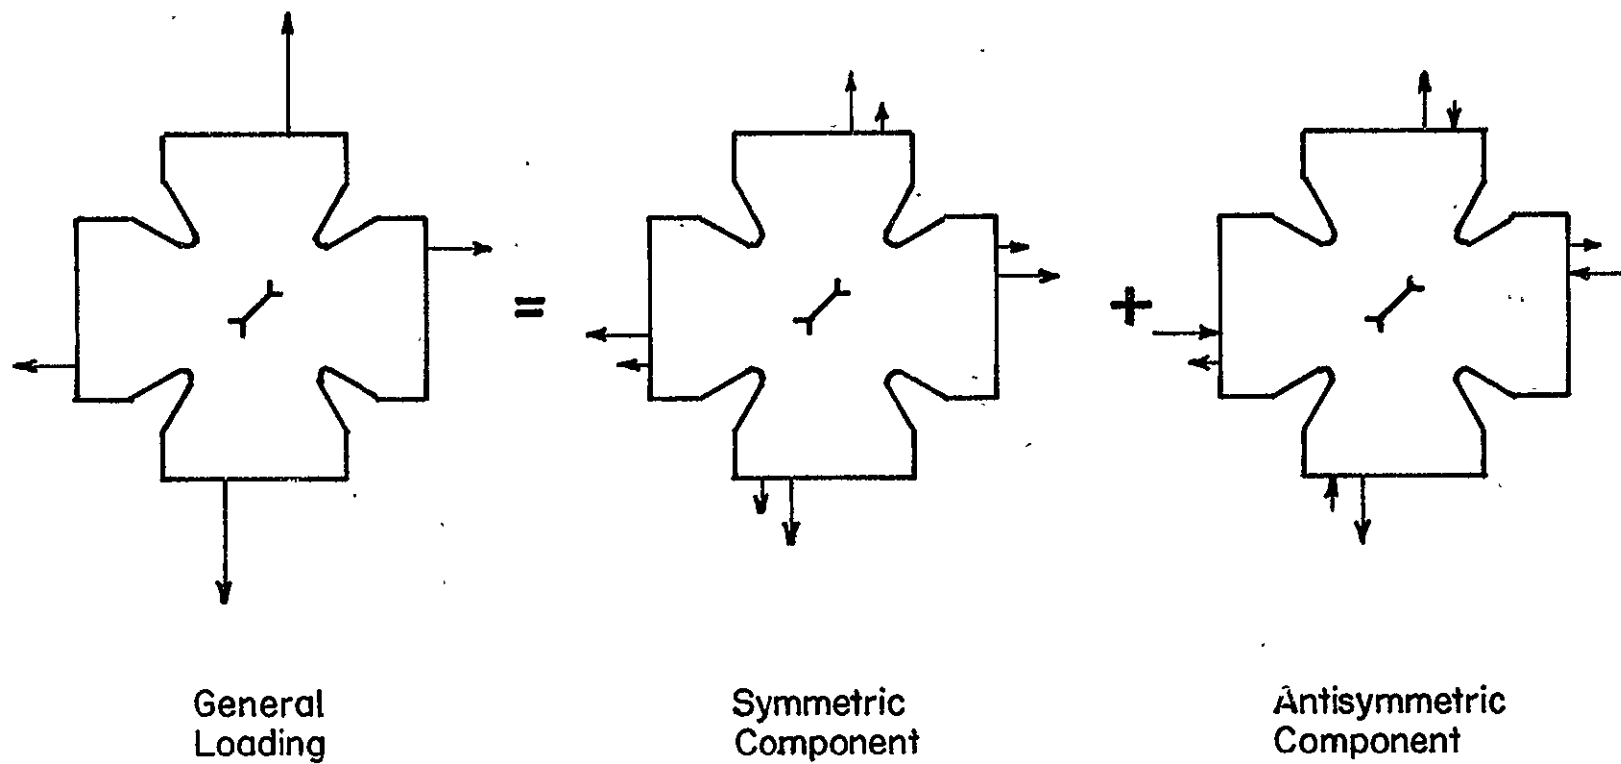 =
+
General
Loading
Symmetric
Component
Antisymmetric
Component